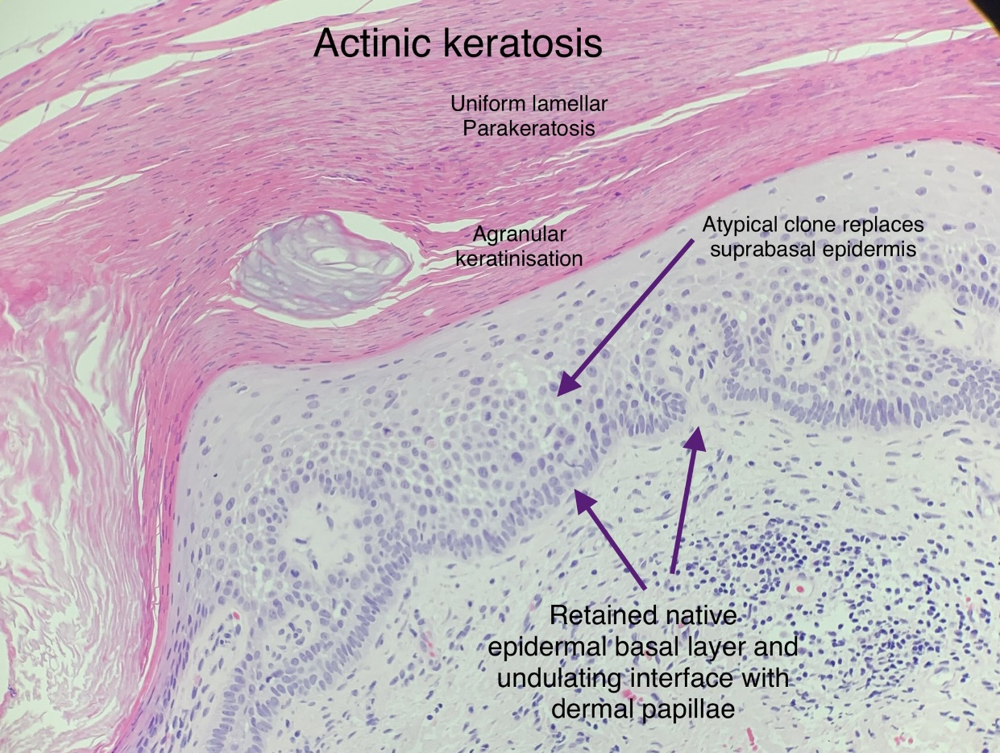 Actinic keratosis
Uniform lamellar
Parakeratosis
Agranular
keratinisation
Atypical clone replaces
suprabasal epidermis
Retained native
epidermal basal layer and
undulating interface with
dermal papillae